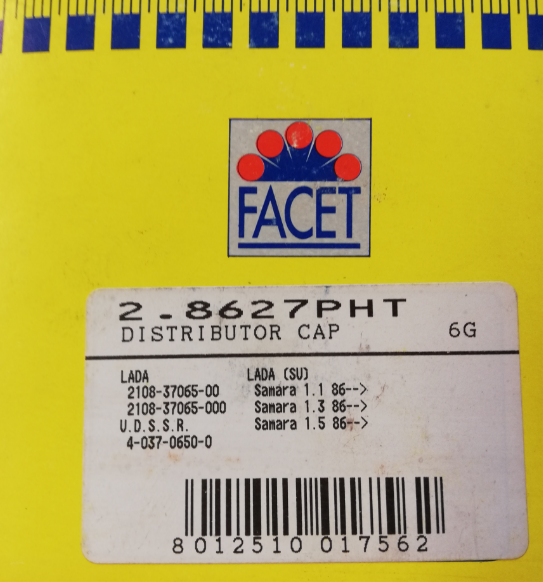 FACET
2.8627PHT
DISTRIBUTOR CAP 6G
LADA LADA (SU)
2108-37065-00 Samara 1.1 86-->
2108-37065-000 Samara 1.3 86-->
U.D.S.S.R. Samara 1.5 86-->
4-037-0650-0
8 012510 017562